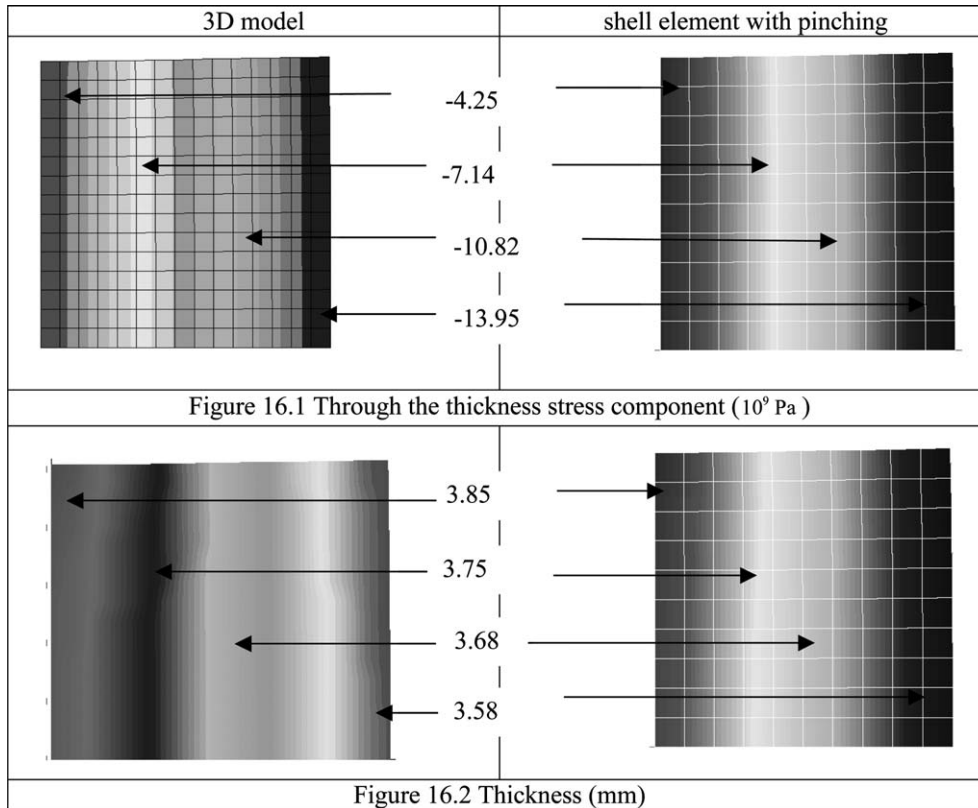 3D model
shell element with pinching
-4.25
-7.14
-10.82
-13.95
Figure 16.1 Through the thickness stress component (10⁹ Pa )
3.85
3.75
3.68
3.58
Figure 16.2 Thickness (mm)